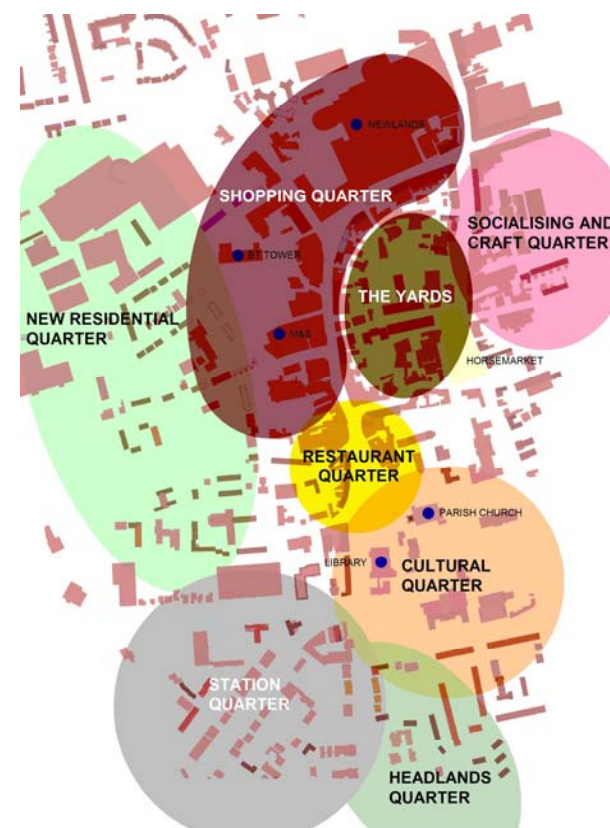 NEWLANDS
SHOPPING QUARTER
SOCIALISING AND
CRAFT QUARTER
BT TOWER
THE YARDS
NEW RESIDENTIAL
QUARTER
M&S
HORSEMARKET
RESTAURANT
QUARTER
PARISH CHURCH
LIBRARY
CULTURAL
QUARTER
STATION
QUARTER
HEADLANDS
QUARTER